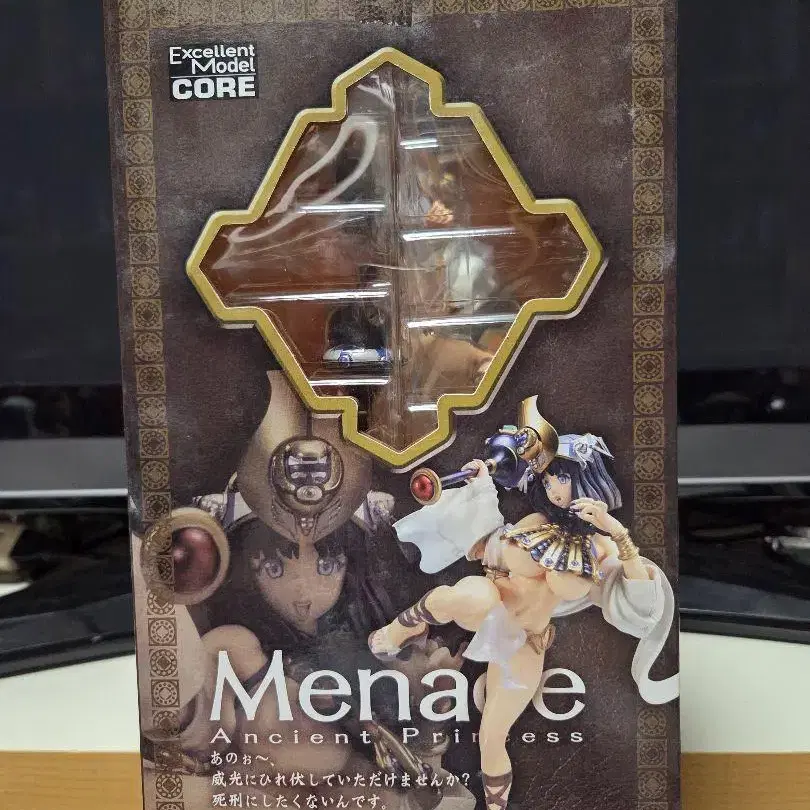 Excellent
Model
CORE
Menace
Ancient Princess
あのぉ〜、
威光にひれ伏していただけませんか?
死刑にしたくないんです。